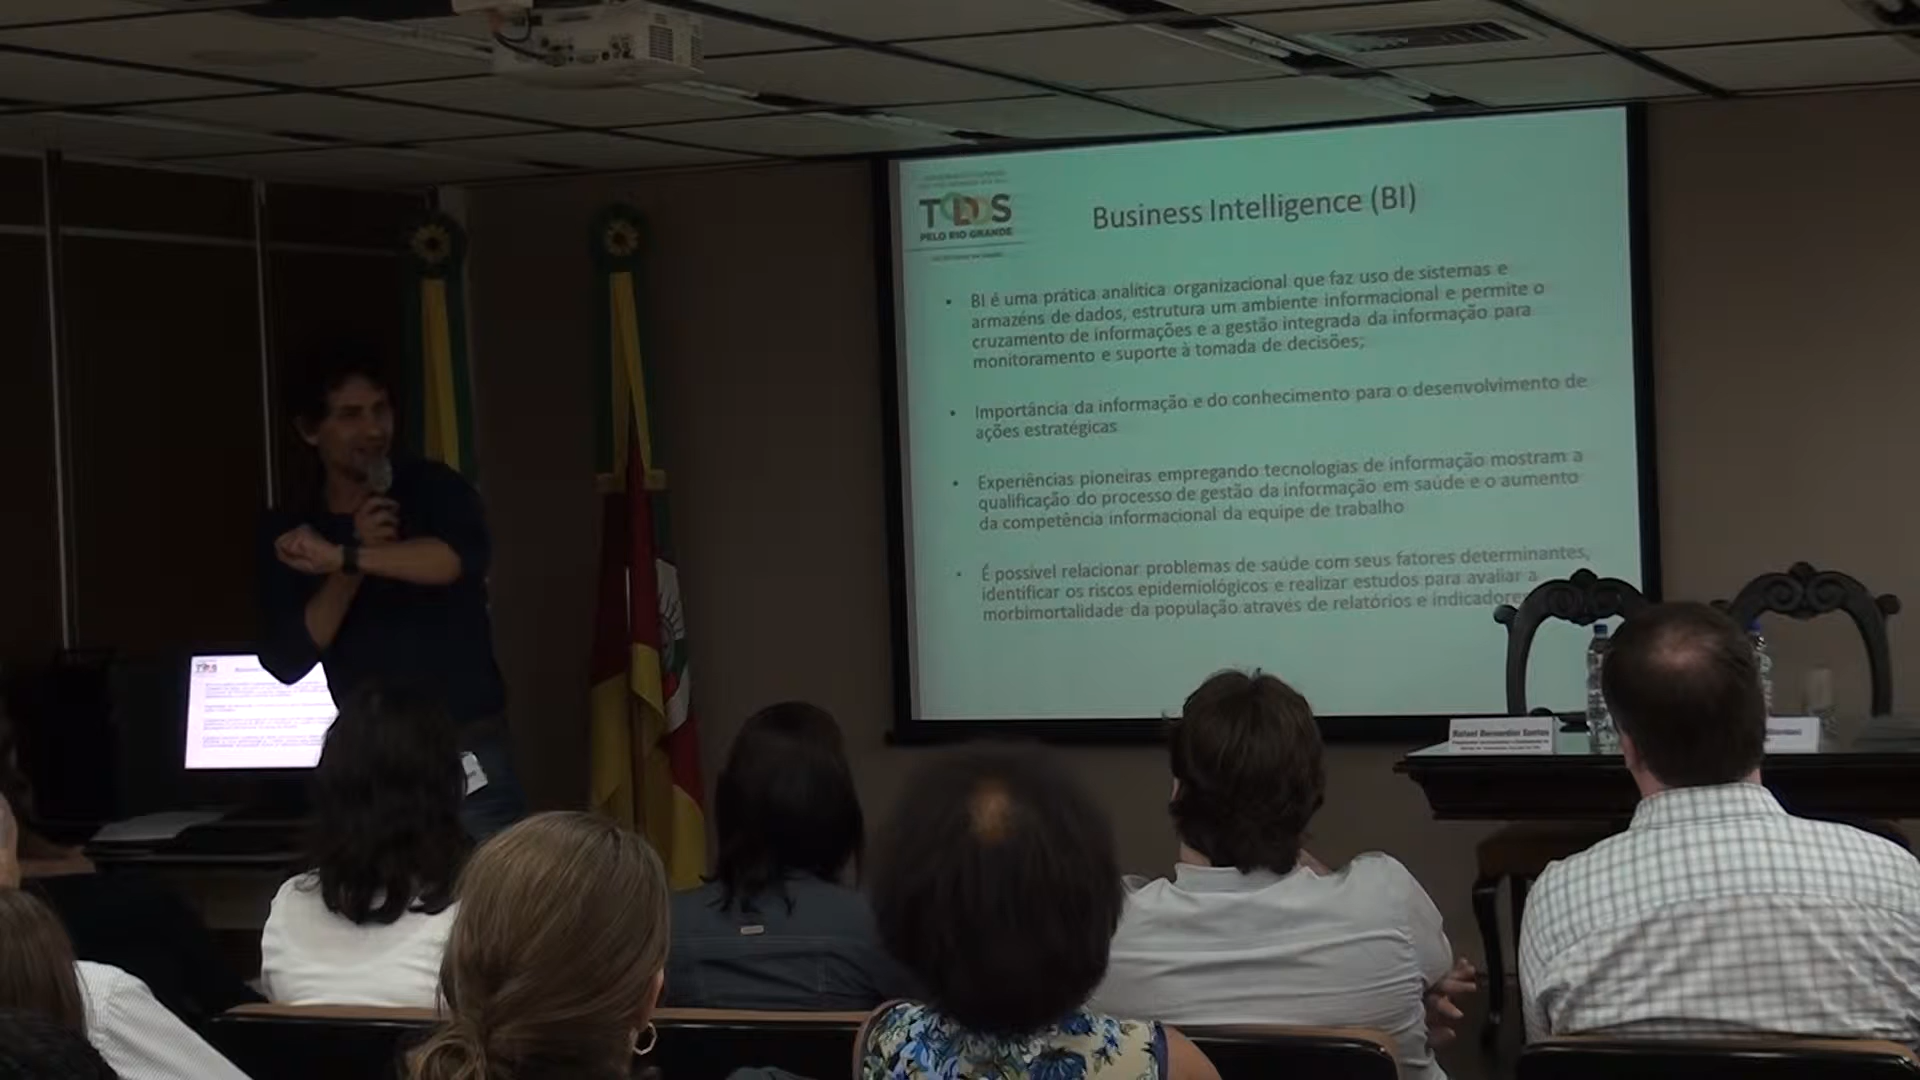 TODOS
PELO RIO GRANDE
Business Intelligence (BI)
• BI é uma prática analítica organizacional que faz uso de sistemas e
armazéns de dados, estrutura um ambiente informacional e permite o
cruzamento de informações e a gestão integrada da informação para
monitoramento e suporte à tomada de decisões;
• Importância da informação e do conhecimento para o desenvolvimento de
ações estratégicas
• Experiências pioneiras empregando tecnologias de informação mostram a
qualificação do processo de gestão da informação em saúde e o aumento
da competência informacional da equipe de trabalho
• É possível relacionar problemas de saúde com seus fatores determinantes,
identificar os riscos epidemiológicos e realizar estudos para avaliar a
morbimortalidade da população através de relatórios e indicadores
Rafael Bernardon Santos